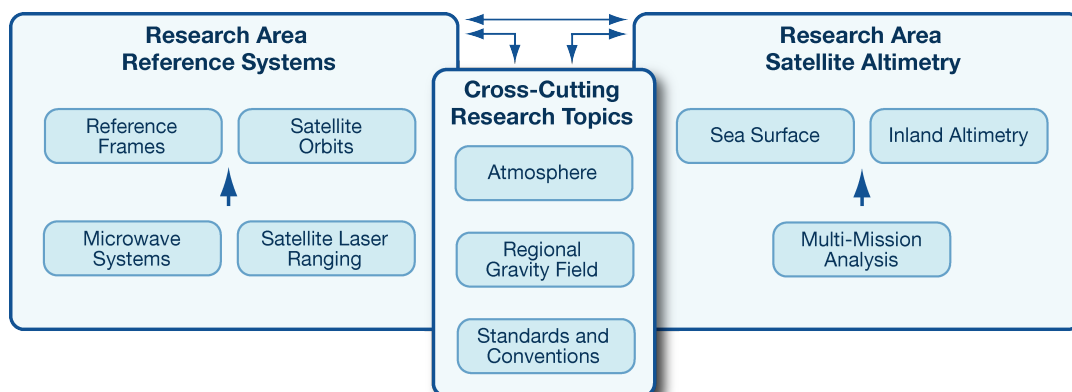 Research Area
Reference Systems
Reference
Frames
Satellite
Orbits
Microwave
Systems
Satellite Laser
Ranging
Cross-Cutting
Research Topics
Atmosphere
Regional
Gravity Field
Standards and
Conventions
Research Area
Satellite Altimetry
Sea Surface
Inland Altimetry
Multi-Mission
Analysis